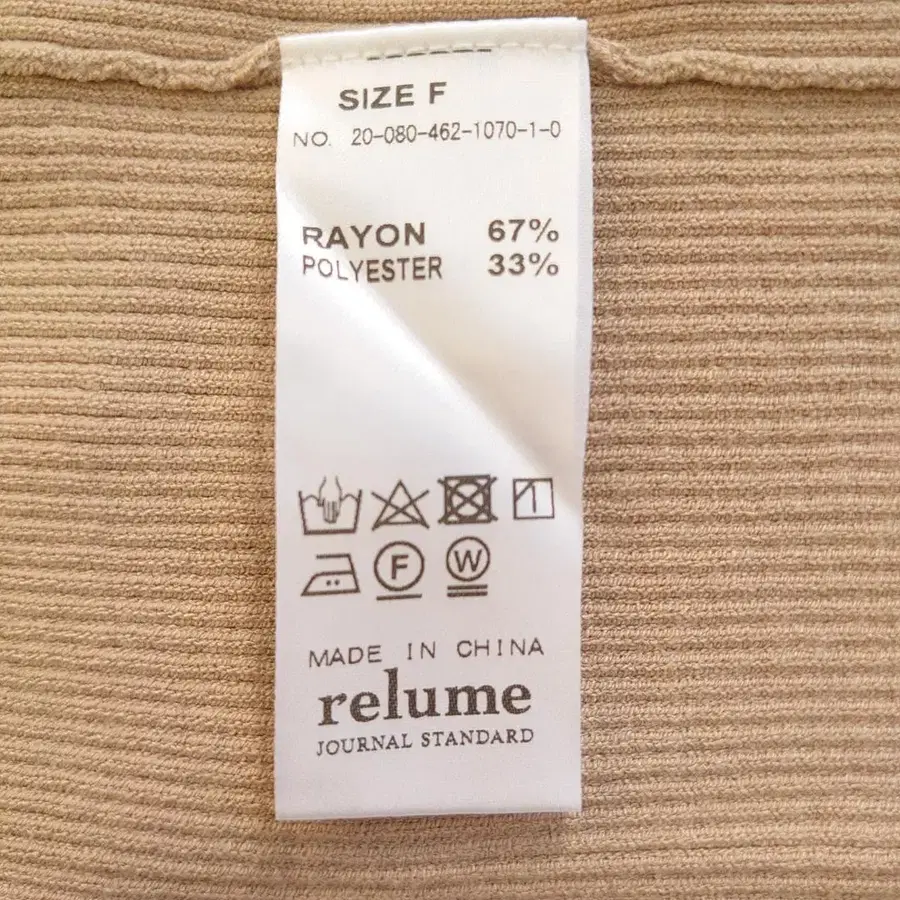 SIZE F
NO. 20-080-462-1070-1-0
RAYON 67%
POLYESTER 33%
F W
MADE IN CHINA
relume
JOURNAL STANDARD